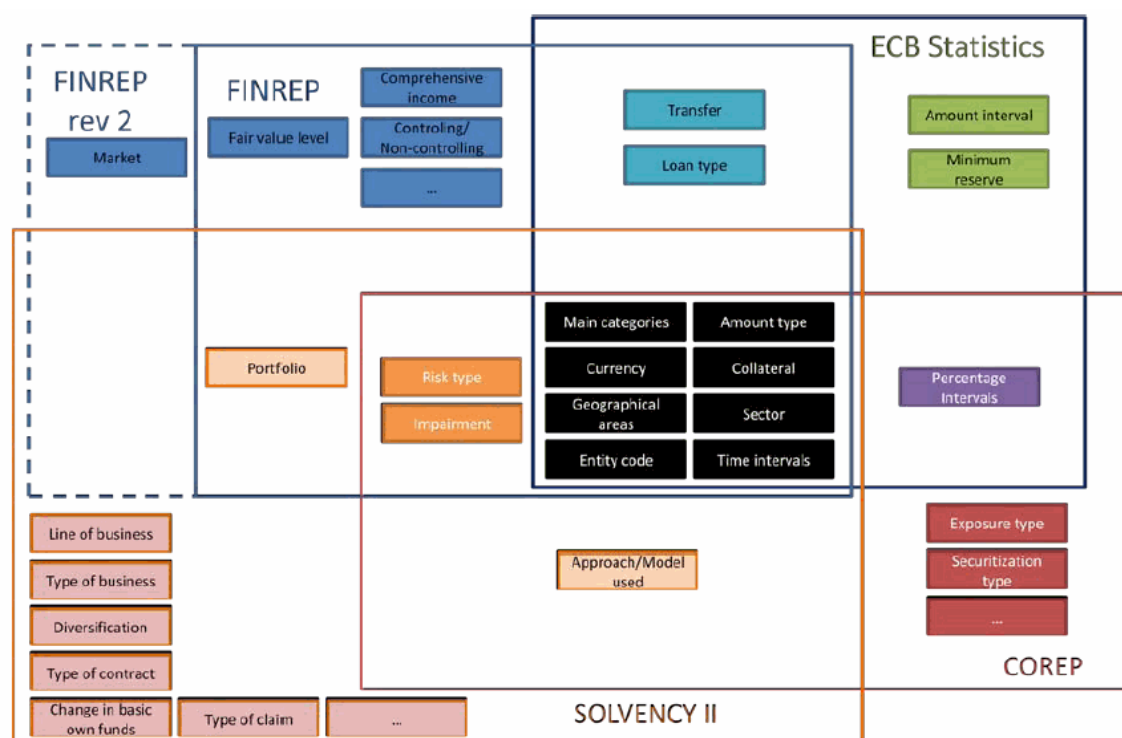 FINREP
rev 2
Market
FINREP
Fair value level
Comprehensive
income
Controling/
Non-controlling
...
Transfer
Loan type
ECB Statistics
Amount interval
Minimum
reserve
Portfolio
Risk type
Impairment
Main categories
Amount type
Currency
Collateral
Geographical
areas
Sector
Entity code
Time intervals
Percentage
Intervals
Line of business
Type of business
Diversification
Type of contract
Change in basic
own funds
Type of claim
...
Approach/Model
used
SOLVENCY II
Exposure type
Securitization
type
...
COREP